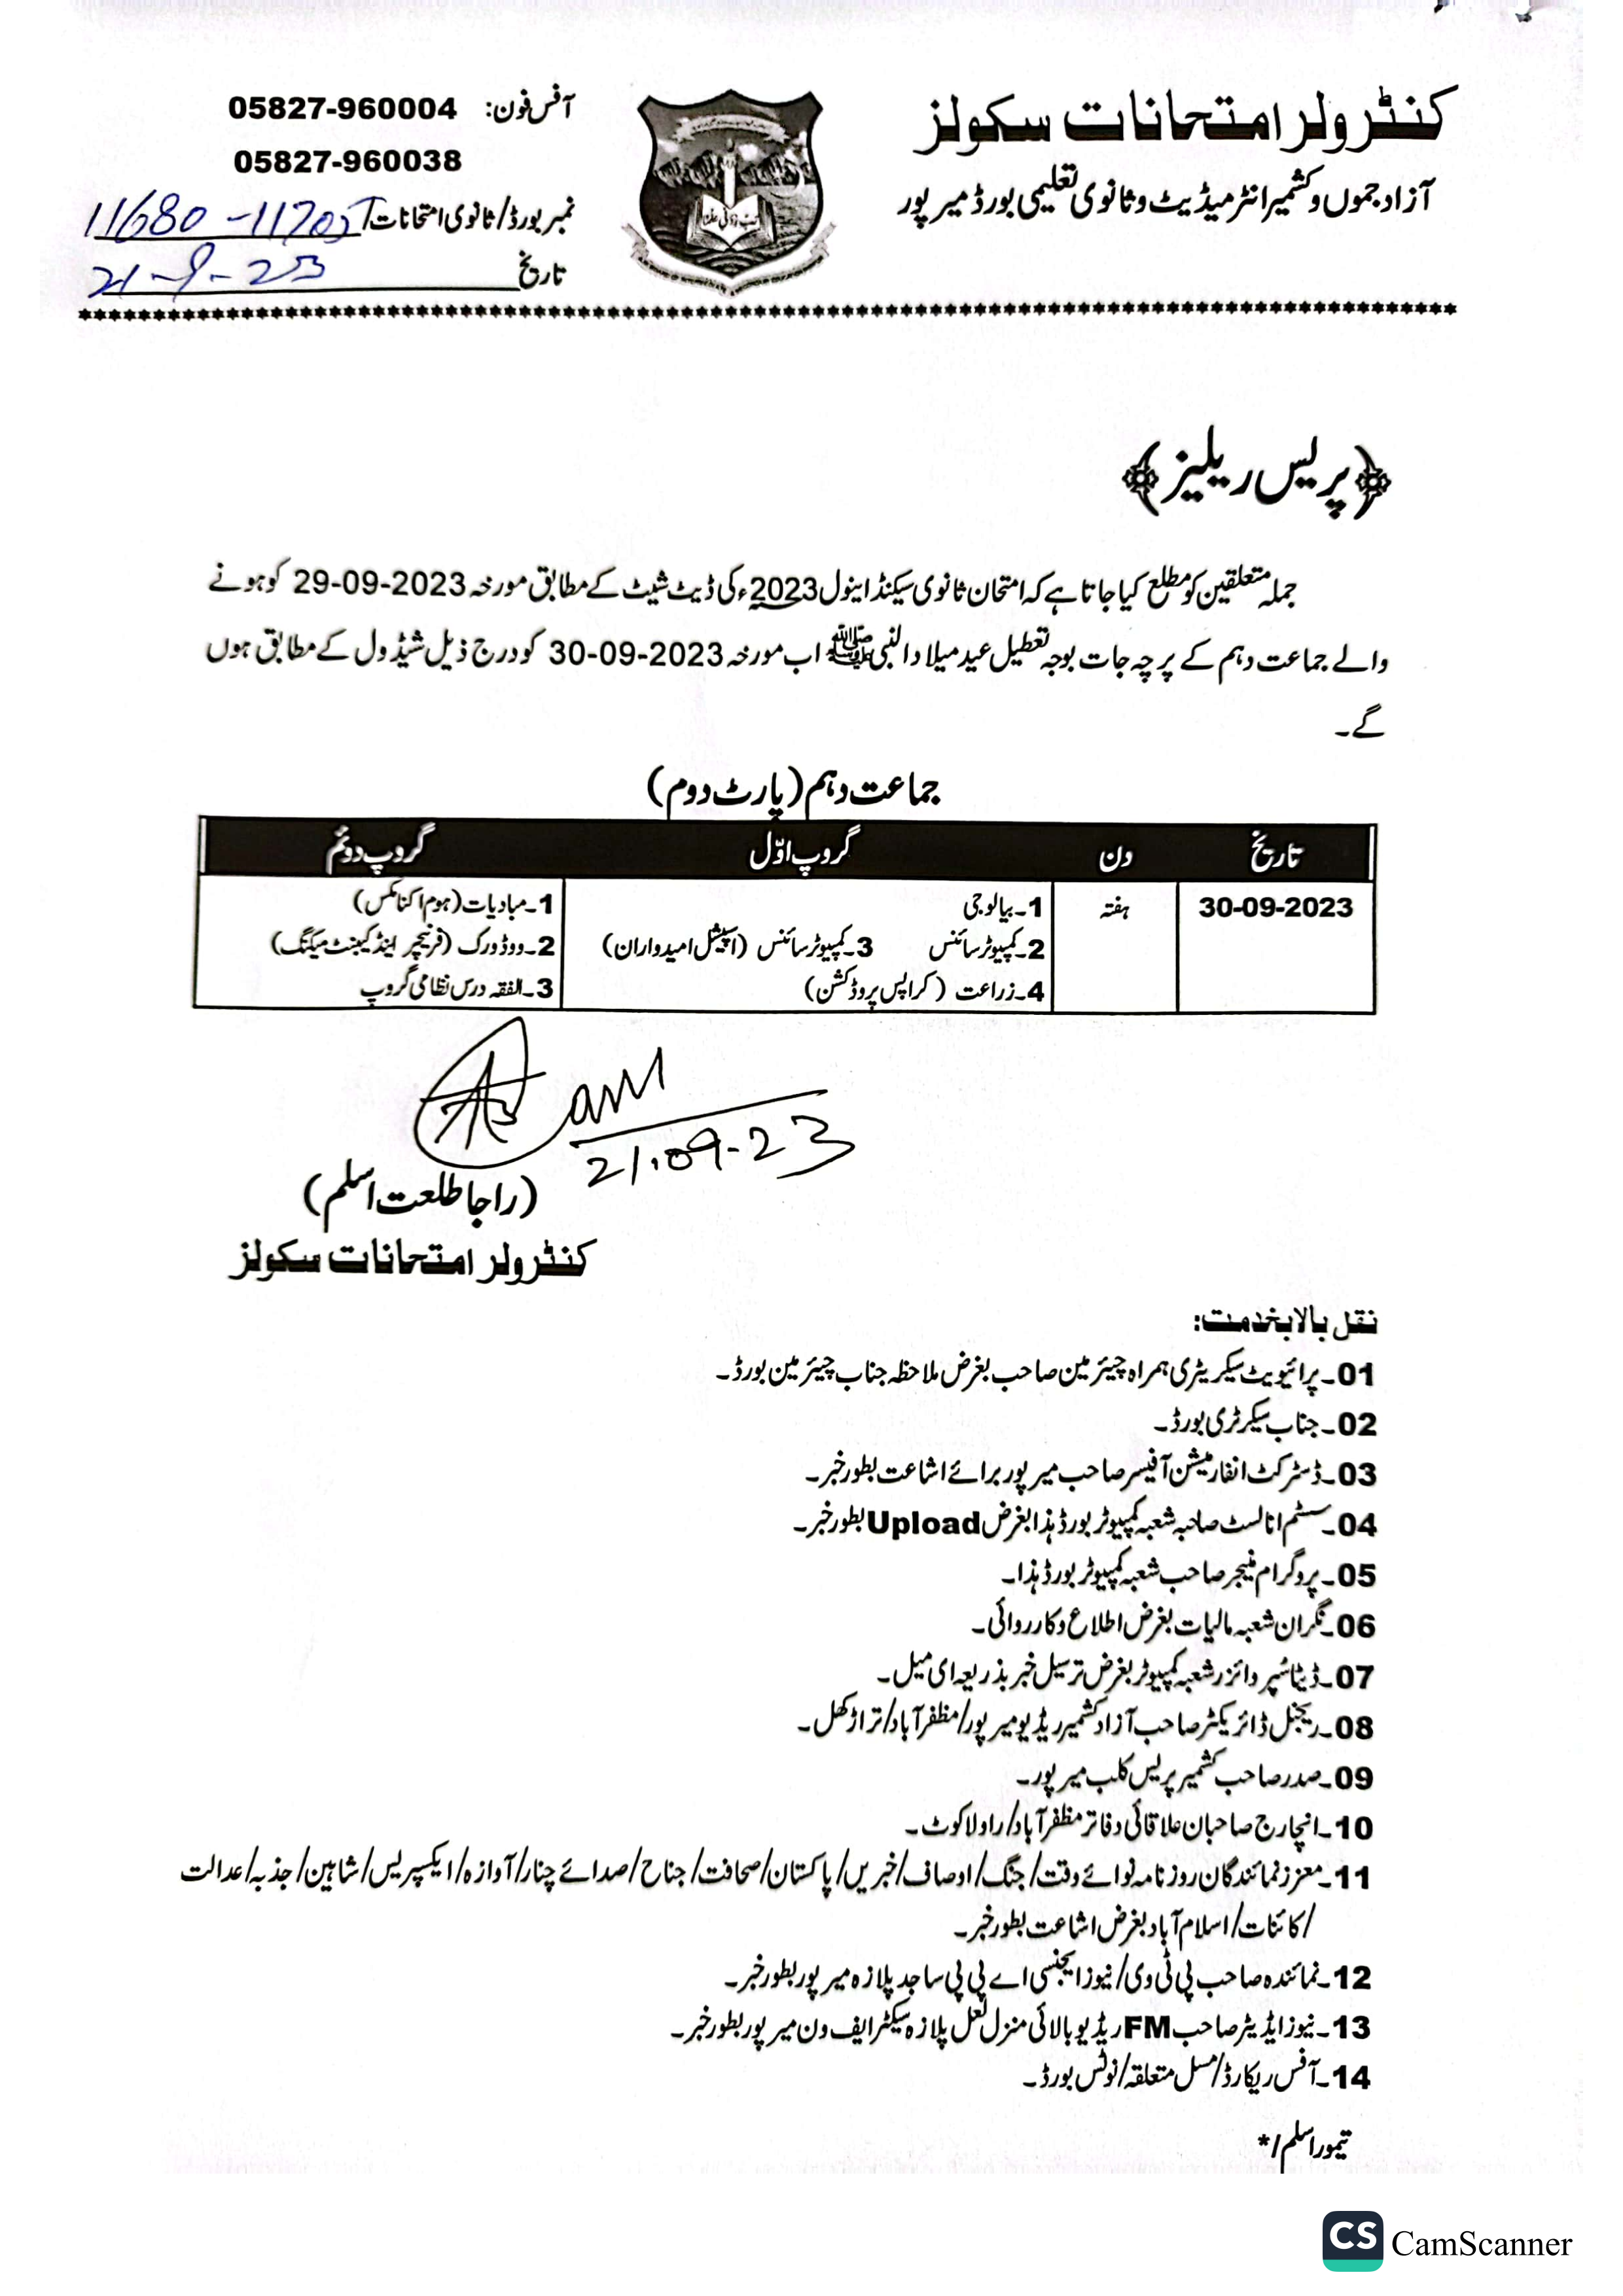 کنٹرولر امتحانات سکولز
آزاد جموں و کشمیر انٹرمیڈیٹ و ثانوی تعلیمی بورڈ میرپور
آفس فون: 05827-960004
05827-960038
نمبر بورڈ/ثانوی امتحانات/ 11680-11705
تاریخ 21-9-23
﴿پریس ریلیز﴾
جملہ متعلقین کو مطلع کیا جاتا ہے کہ امتحان ثانوی سیکنڈ اینول 2023ء کی ڈیٹ شیٹ کے مطابق مورخہ 29-09-2023 کو ہونے
والے جماعت دہم کے پرچہ جات بوجہ تعطیل عید میلاد النبی ﷺ اب مورخہ 30-09-2023 کو درج ذیل شیڈول کے مطابق ہوں
گے۔
جماعت دہم (پارٹ دوم)
تاریخ دن گروپ اوّل گروپ دوئم
30-09-2023 ہفتہ 1۔بیالوجی 1۔مبادیات (ہوم اکنامکس)
2۔کمپیوٹر سائنس 3۔کمپیوٹر سائنس (اسپیشل امیدواران) 2۔ووڈ ورک (فرنیچر اینڈ کیبنٹ میکنگ)
4۔زراعت (کراپس پروڈکشن) 3۔الفقہ درس نظامی گروپ
21.09-23
(راجا طلعت اسلم)
کنٹرولر امتحانات سکولز
نقل بالا بخدمت:
01۔پرائیویٹ سیکریٹری ہمراہ چیئرمین صاحب بغرض ملاحظہ جناب چیئرمین بورڈ۔
02۔جناب سیکرٹری بورڈ۔
03۔ڈسٹرکٹ انفارمیشن آفیسر صاحب میرپور برائے اشاعت بطور خبر۔
04۔سسٹم انالسٹ صاحبہ شعبہ کمپیوٹر بورڈ ہذا بغرض Upload بطور خبر۔
05۔پروگرام منیجر صاحب شعبہ کمپیوٹر بورڈ ہذا۔
06۔نگران شعبہ مالیات بغرض اطلاع و کارروائی۔
07۔ڈیٹا سپروائزر شعبہ کمپیوٹر بغرض ترسیل خبر بذریعہ ای میل۔
08۔ریجنل ڈائریکٹر صاحب آزاد کشمیر ریڈیو میرپور/مظفرآباد/تراڑکھل۔
09۔صدر صاحب کشمیر پریس کلب میرپور۔
10۔انچارج صاحبان علاقائی دفاتر مظفرآباد/راولاکوٹ۔
11۔معزز نمائندگان روزنامہ نوائے وقت/جنگ/اوصاف/خبریں/پاکستان/صحافت/جناح/صدائے چنار/آوازہ/ایکسپریس/شاہین/جذبہ/عدالت
/کائنات/اسلام آباد بغرض اشاعت بطور خبر۔
12۔نمائندہ صاحب پی ٹی وی/نیوز ایجنسی اے پی پی ساجد پلازہ میرپور بطور خبر۔
13۔نیوز ایڈیٹر صاحب FM ریڈیو بالائی منزل لعل پلازہ سیکٹر ایف ون میرپور بطور خبر۔
14۔آفس ریکارڈ/مسل متعلقہ/نوٹس بورڈ۔
تیمور اسلم/*
CS CamScanner